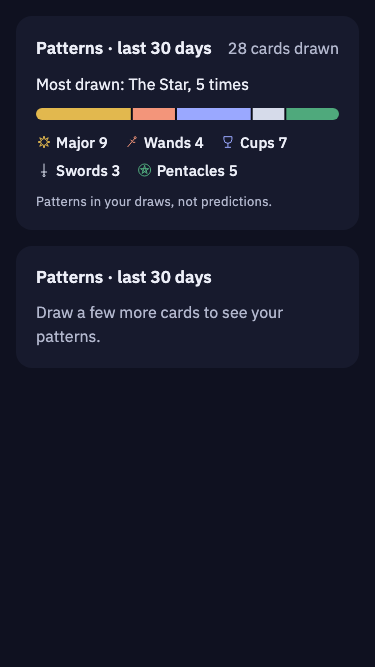 Patterns · last 30 days 28 cards drawn
Most drawn: The Star, 5 times
Major 9 Wands 4 Cups 7
Swords 3 Pentacles 5
Patterns in your draws, not predictions.
Patterns · last 30 days
Draw a few more cards to see your
patterns.